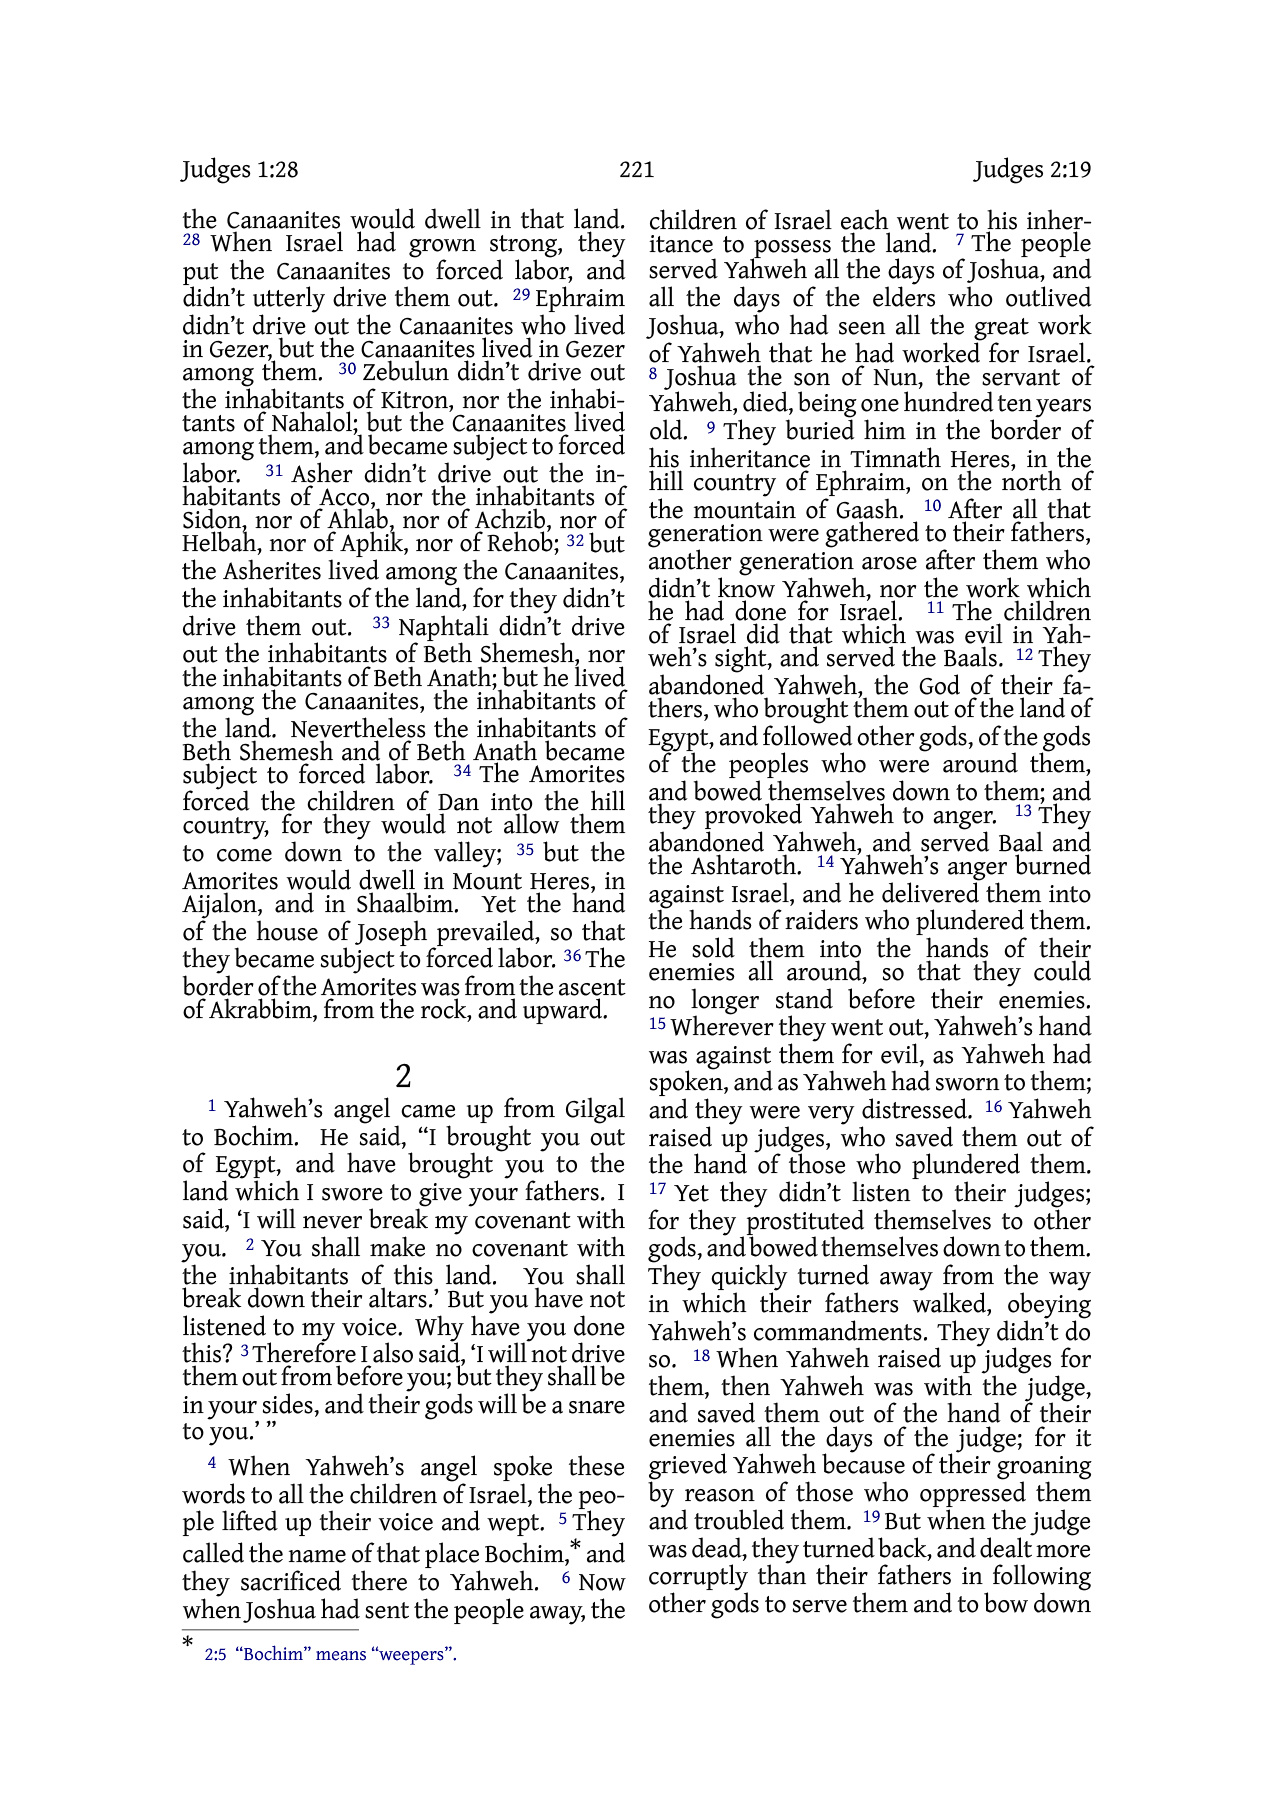 Judges 1:28 221 Judges 2:19
the Canaanites would dwell in that land.
28 When Israel had grown strong, they
put the Canaanites to forced labor, and
didn’t utterly drive them out. 29 Ephraim
didn’t drive out the Canaanites who lived
in Gezer, but the Canaanites lived in Gezer
among them. 30 Zebulun didn’t drive out
the inhabitants of Kitron, nor the inhabi-
tants of Nahalol; but the Canaanites lived
among them, and became subject to forced
labor. 31 Asher didn’t drive out the in-
habitants of Acco, nor the inhabitants of
Sidon, nor of Ahlab, nor of Achzib, nor of
Helbah, nor of Aphik, nor of Rehob; 32 but
the Asherites lived among the Canaanites,
the inhabitants of the land, for they didn’t
drive them out. 33 Naphtali didn’t drive
out the inhabitants of Beth Shemesh, nor
the inhabitants of Beth Anath; but he lived
among the Canaanites, the inhabitants of
the land. Nevertheless the inhabitants of
Beth Shemesh and of Beth Anath became
subject to forced labor. 34 The Amorites
forced the children of Dan into the hill
country, for they would not allow them
to come down to the valley; 35 but the
Amorites would dwell in Mount Heres, in
Aijalon, and in Shaalbim. Yet the hand
of the house of Joseph prevailed, so that
they became subject to forced labor. 36 The
border of the Amorites was from the ascent
of Akrabbim, from the rock, and upward.
2
1 Yahweh’s angel came up from Gilgal
to Bochim. He said, “I brought you out
of Egypt, and have brought you to the
land which I swore to give your fathers. I
said, ‘I will never break my covenant with
you. 2 You shall make no covenant with
the inhabitants of this land. You shall
break down their altars.’ But you have not
listened to my voice. Why have you done
this? 3 Therefore I also said, ‘I will not drive
them out from before you; but they shall be
in your sides, and their gods will be a snare
to you.’ ”
4 When Yahweh’s angel spoke these
words to all the children of Israel, the peo-
ple lifted up their voice and wept. 5 They
called the name of that place Bochim,* and
they sacrificed there to Yahweh. 6 Now
when Joshua had sent the people away, the
children of Israel each went to his inher-
itance to possess the land. 7 The people
served Yahweh all the days of Joshua, and
all the days of the elders who outlived
Joshua, who had seen all the great work
of Yahweh that he had worked for Israel.
8 Joshua the son of Nun, the servant of
Yahweh, died, being one hundred ten years
old. 9 They buried him in the border of
his inheritance in Timnath Heres, in the
hill country of Ephraim, on the north of
the mountain of Gaash. 10 After all that
generation were gathered to their fathers,
another generation arose after them who
didn’t know Yahweh, nor the work which
he had done for Israel. 11 The children
of Israel did that which was evil in Yah-
weh’s sight, and served the Baals. 12 They
abandoned Yahweh, the God of their fa-
thers, who brought them out of the land of
Egypt, and followed other gods, of the gods
of the peoples who were around them,
and bowed themselves down to them; and
they provoked Yahweh to anger. 13 They
abandoned Yahweh, and served Baal and
the Ashtaroth. 14 Yahweh’s anger burned
against Israel, and he delivered them into
the hands of raiders who plundered them.
He sold them into the hands of their
enemies all around, so that they could
no longer stand before their enemies.
15 Wherever they went out, Yahweh’s hand
was against them for evil, as Yahweh had
spoken, and as Yahweh had sworn to them;
and they were very distressed. 16 Yahweh
raised up judges, who saved them out of
the hand of those who plundered them.
17 Yet they didn’t listen to their judges;
for they prostituted themselves to other
gods, and bowed themselves down to them.
They quickly turned away from the way
in which their fathers walked, obeying
Yahweh’s commandments. They didn’t do
so. 18 When Yahweh raised up judges for
them, then Yahweh was with the judge,
and saved them out of the hand of their
enemies all the days of the judge; for it
grieved Yahweh because of their groaning
by reason of those who oppressed them
and troubled them. 19 But when the judge
was dead, they turned back, and dealt more
corruptly than their fathers in following
other gods to serve them and to bow down
* 2:5 “Bochim” means “weepers”.